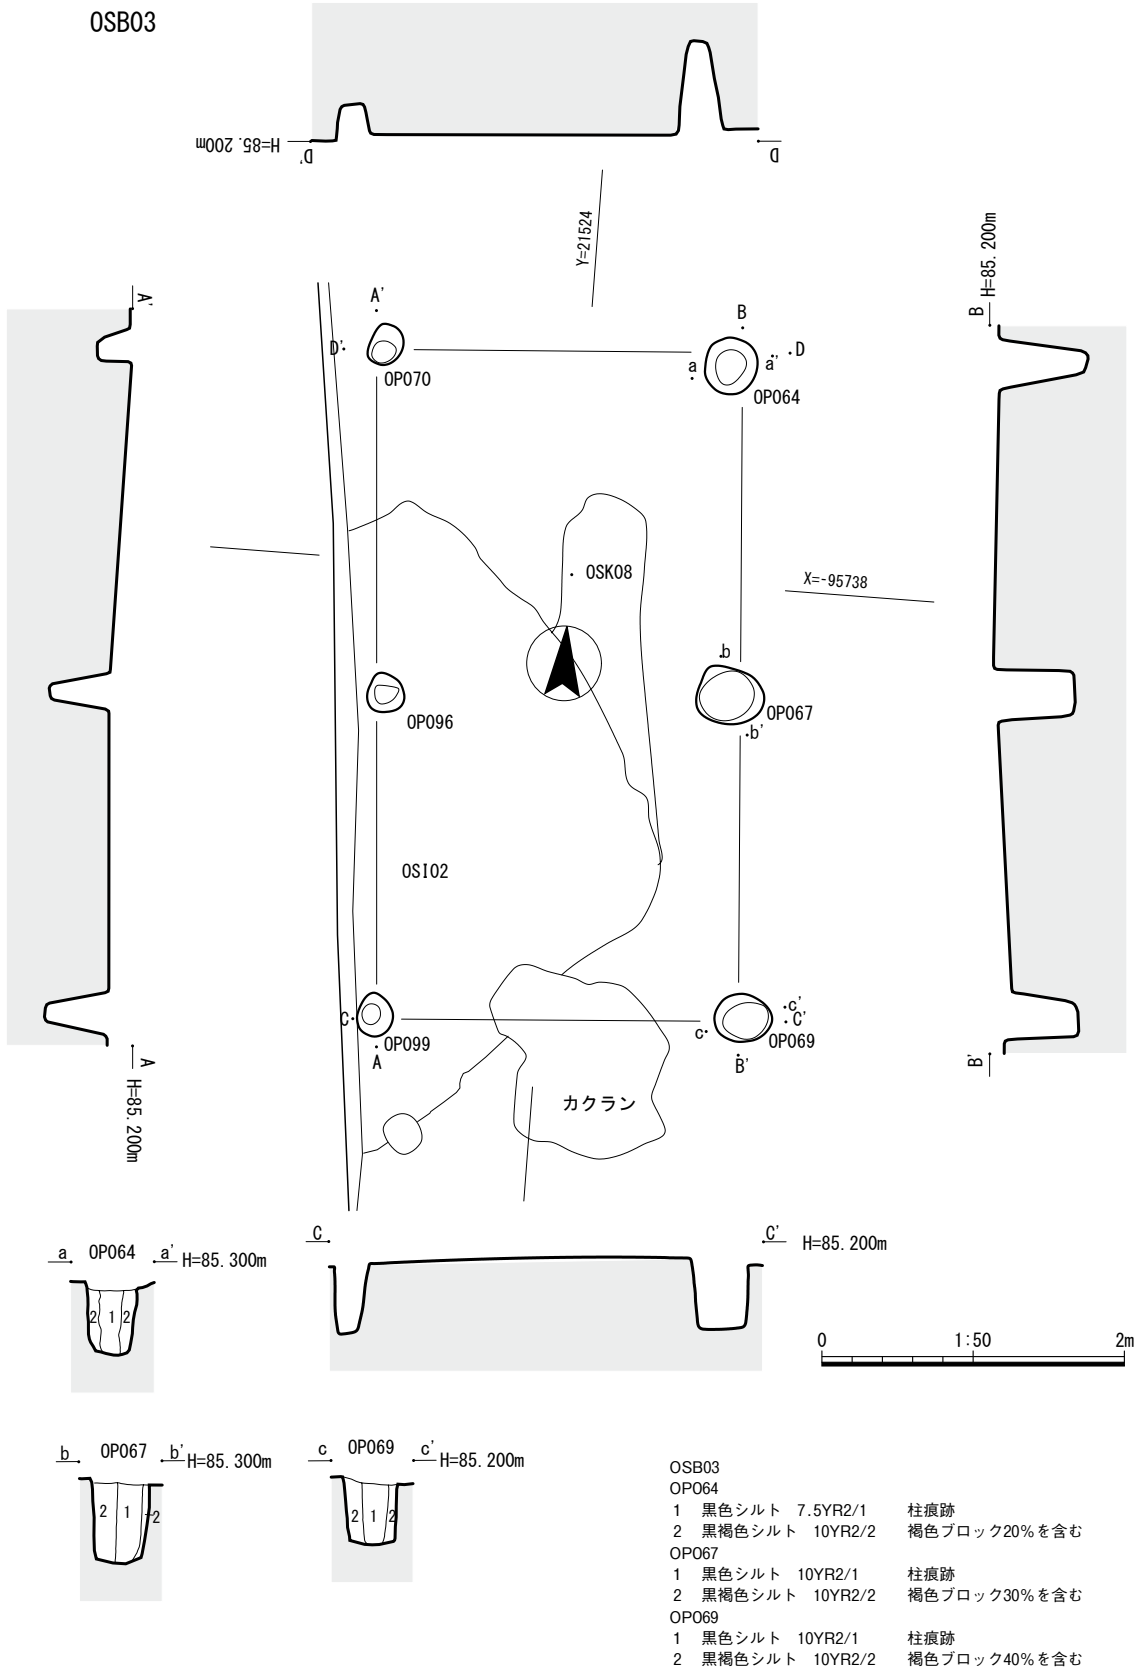 OSB03
H=85.200m
D'
D
Y=21524
H=85.200m
A'
B
A'
B
D'
D
a
a'
OP070
OP064
OSK08
X=-95738
b
OP067
OP096
b'
OSI02
C
c'
C'
c
OP099
OP069
A
B'
A
B'
H=85.200m
カクラン
C
C'
H=85.200m
a
OP064
a'
H=85.300m
2
1
2
0
1:50
2m
b
OP067
b'
H=85.300m
2
1
2
c
OP069
c'
H=85.200m
2
1
2
OSB03
OP064
1 黒色シルト 7.5YR2/1 柱痕跡
2 黒褐色シルト 10YR2/2 褐色ブロック20%を含む
OP067
1 黒色シルト 10YR2/1 柱痕跡
2 黒褐色シルト 10YR2/2 褐色ブロック30%を含む
OP069
1 黒色シルト 10YR2/1 柱痕跡
2 黒褐色シルト 10YR2/2 褐色ブロック40%を含む